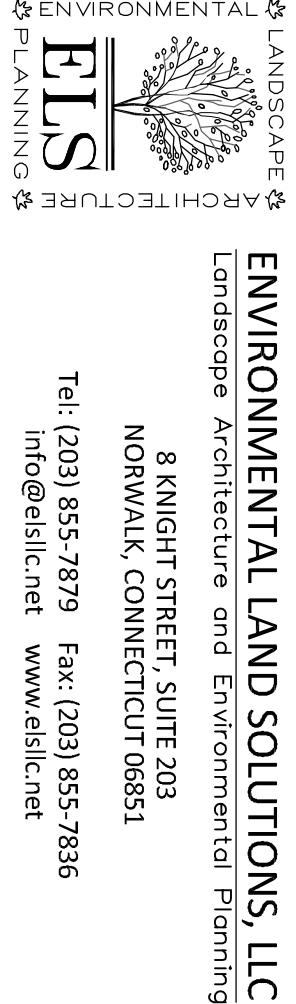 ENVIRONMENTAL
LANDSCAPE
ARCHITECTURE
PLANNING
ELS
ENVIRONMENTAL LAND SOLUTIONS, LLC
Landscape Architecture and Environmental Planning
8 KNIGHT STREET, SUITE 203
NORWALK, CONNECTICUT 06851
Tel: (203) 855-7879 Fax: (203) 855-7836
info@elsllc.net www.elsllc.net